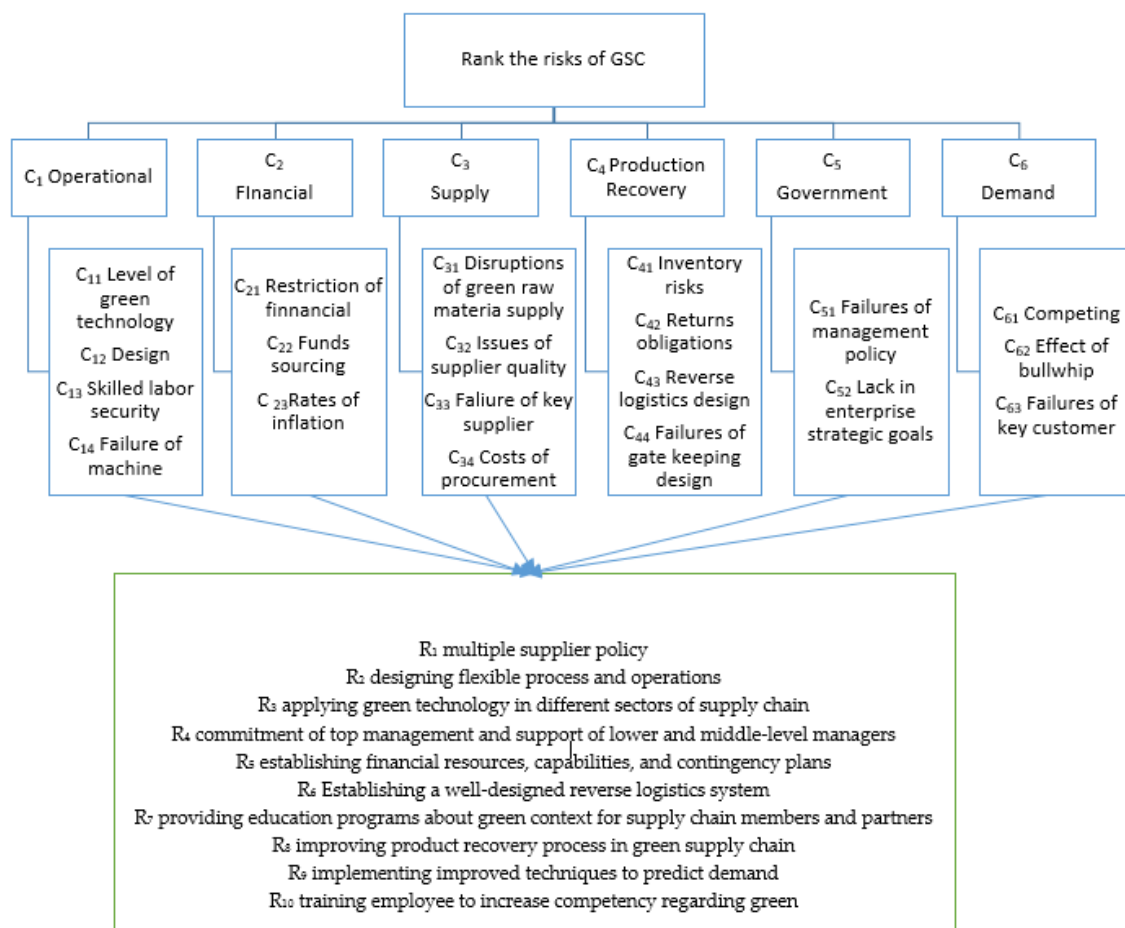 Rank the risks of GSC
C₁ Operational
C₂
FInancial
C₃
Supply
C₄ Production
Recovery
C₅
Government
C₆
Demand
C₁₁ Level of
green
technology
C₁₂ Design
C₁₃ Skilled labor
security
C₁₄ Failure of
machine
C₂₁ Restriction of
finnancial
C₂₂ Funds
sourcing
C ₂₃Rates of
inflation
C₃₁ Disruptions
of green raw
materia supply
C₃₂ Issues of
supplier quality
C₃₃ Faliure of key
supplier
C₃₄ Costs of
procurement
C₄₁ Inventory
risks
C₄₂ Returns
obligations
C₄₃ Reverse
logistics design
C₄₄ Failures of
gate keeping
design
C₅₁ Failures of
management
policy
C₅₂ Lack in
enterprise
strategic goals
C₆₁ Competing
C₆₂ Effect of
bullwhip
C₆₃ Failures of
key customer
R₁ multiple supplier policy
R₂ designing flexible process and operations
R₃ applying green technology in different sectors of supply chain
R₄ commitment of top management and support of lower and middle-level managers
R₅ establishing financial resources, capabilities, and contingency plans
R₆ Establishing a well-designed reverse logistics system
R₇ providing education programs about green context for supply chain members and partners
R₈ improving product recovery process in green supply chain
R₉ implementing improved techniques to predict demand
R₁₀ training employee to increase competency regarding green